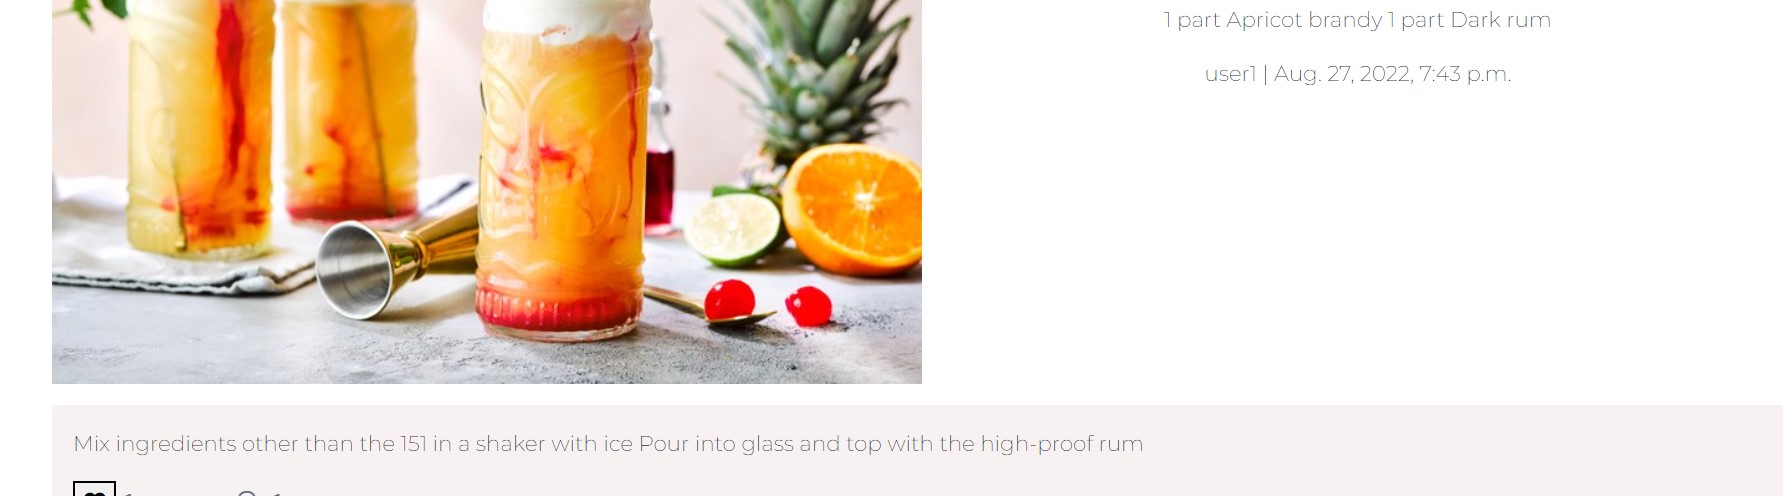 1 part Apricot brandy 1 part Dark rum
user1 | Aug. 27, 2022, 7:43 p.m.
Mix ingredients other than the 151 in a shaker with ice Pour into glass and top with the high-proof rum